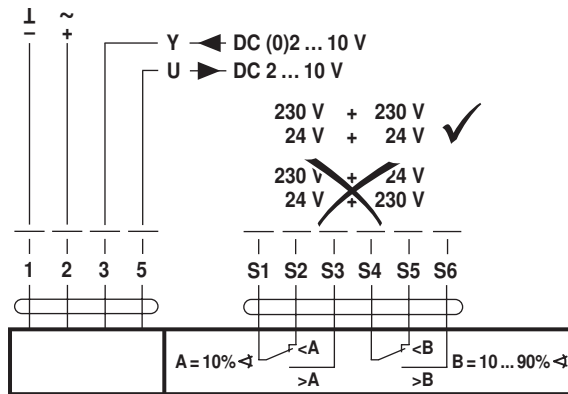 ⊥ ~
− +
Y DC (0)2 ... 10 V
U DC 2 ... 10 V
230 V + 230 V
24 V + 24 V
230 V + 24 V
24 V + 230 V
1 2 3 5 S1 S2 S3 S4 S5 S6
A = 10% ∢ <A <B B = 10 ... 90% ∢
>A >B